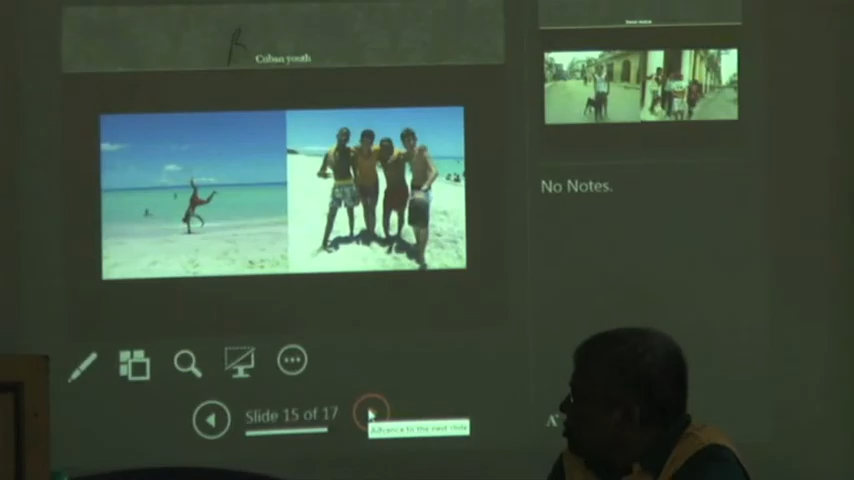 Cuban youth
No Notes.
Slide 15 of 17
Advance to the next slide